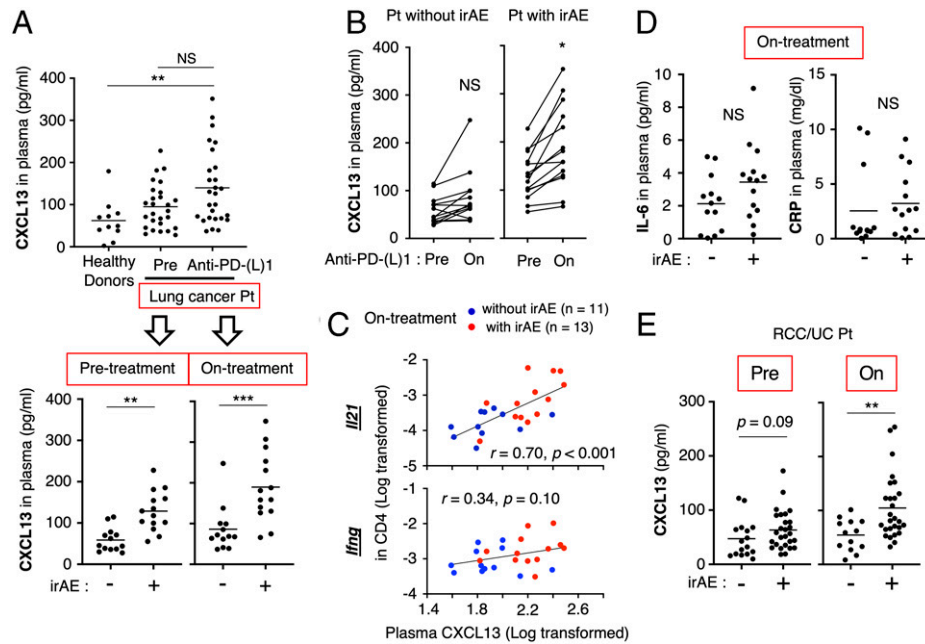 A
NS
**
CXCL13 in plasma (pg/ml)
400
300
200
100
0
Healthy Donors
Pre
Anti-PD-(L)1
Lung cancer Pt
Pre-treatment
On-treatment
**
***
CXCL13 in plasma (pg/ml)
400
300
200
100
0
irAE :
-
+
-
+
B
Pt without irAE
Pt with irAE
CXCL13 in plasma (pg/ml)
400
300
200
100
0
NS
*
Anti-PD-(L)1 :
Pre
On
Pre
On
C
On-treatment
without irAE (n = 11)
with irAE (n = 13)
Il21
Ifng
in CD4 (Log transformed)
-2
-3
-4
-5
r = 0.70, p < 0.001
-1
-2
-3
-4
r = 0.34, p = 0.10
1.4
1.8
2.2
2.6
Plasma CXCL13 (Log transformed)
D
On-treatment
IL-6 in plasma (pg/ml)
10
8
6
4
2
0
NS
CRP in plasma (mg/dl)
15
10
5
0
NS
irAE :
-
+
-
+
E
RCC/UC Pt
Pre
On
CXCL13 (pg/ml)
300
200
100
0
p = 0.09
**
irAE :
-
+
-
+